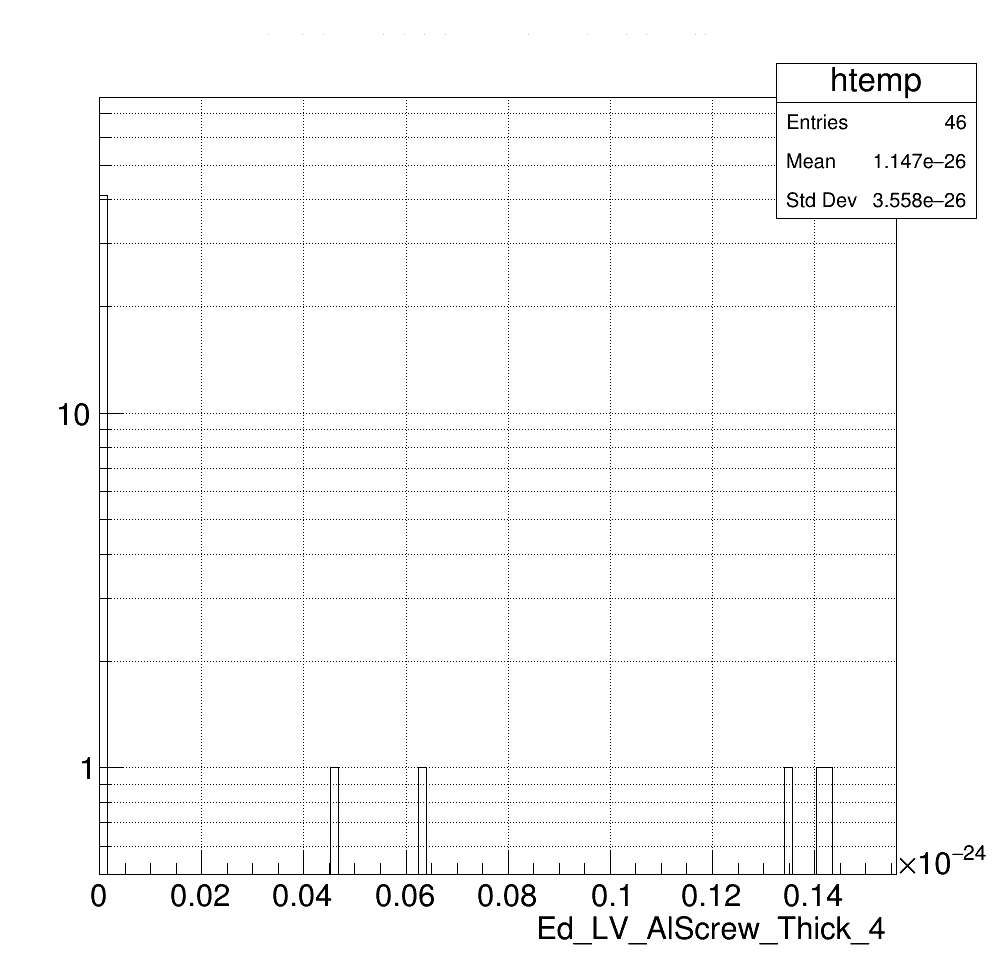 htemp
Entries 46
Mean 1.147e−26
Std Dev 3.558e−26
10
1
0 0.02 0.04 0.06 0.08 0.1 0.12 0.14
×10−24
Ed_LV_AlScrew_Thick_4